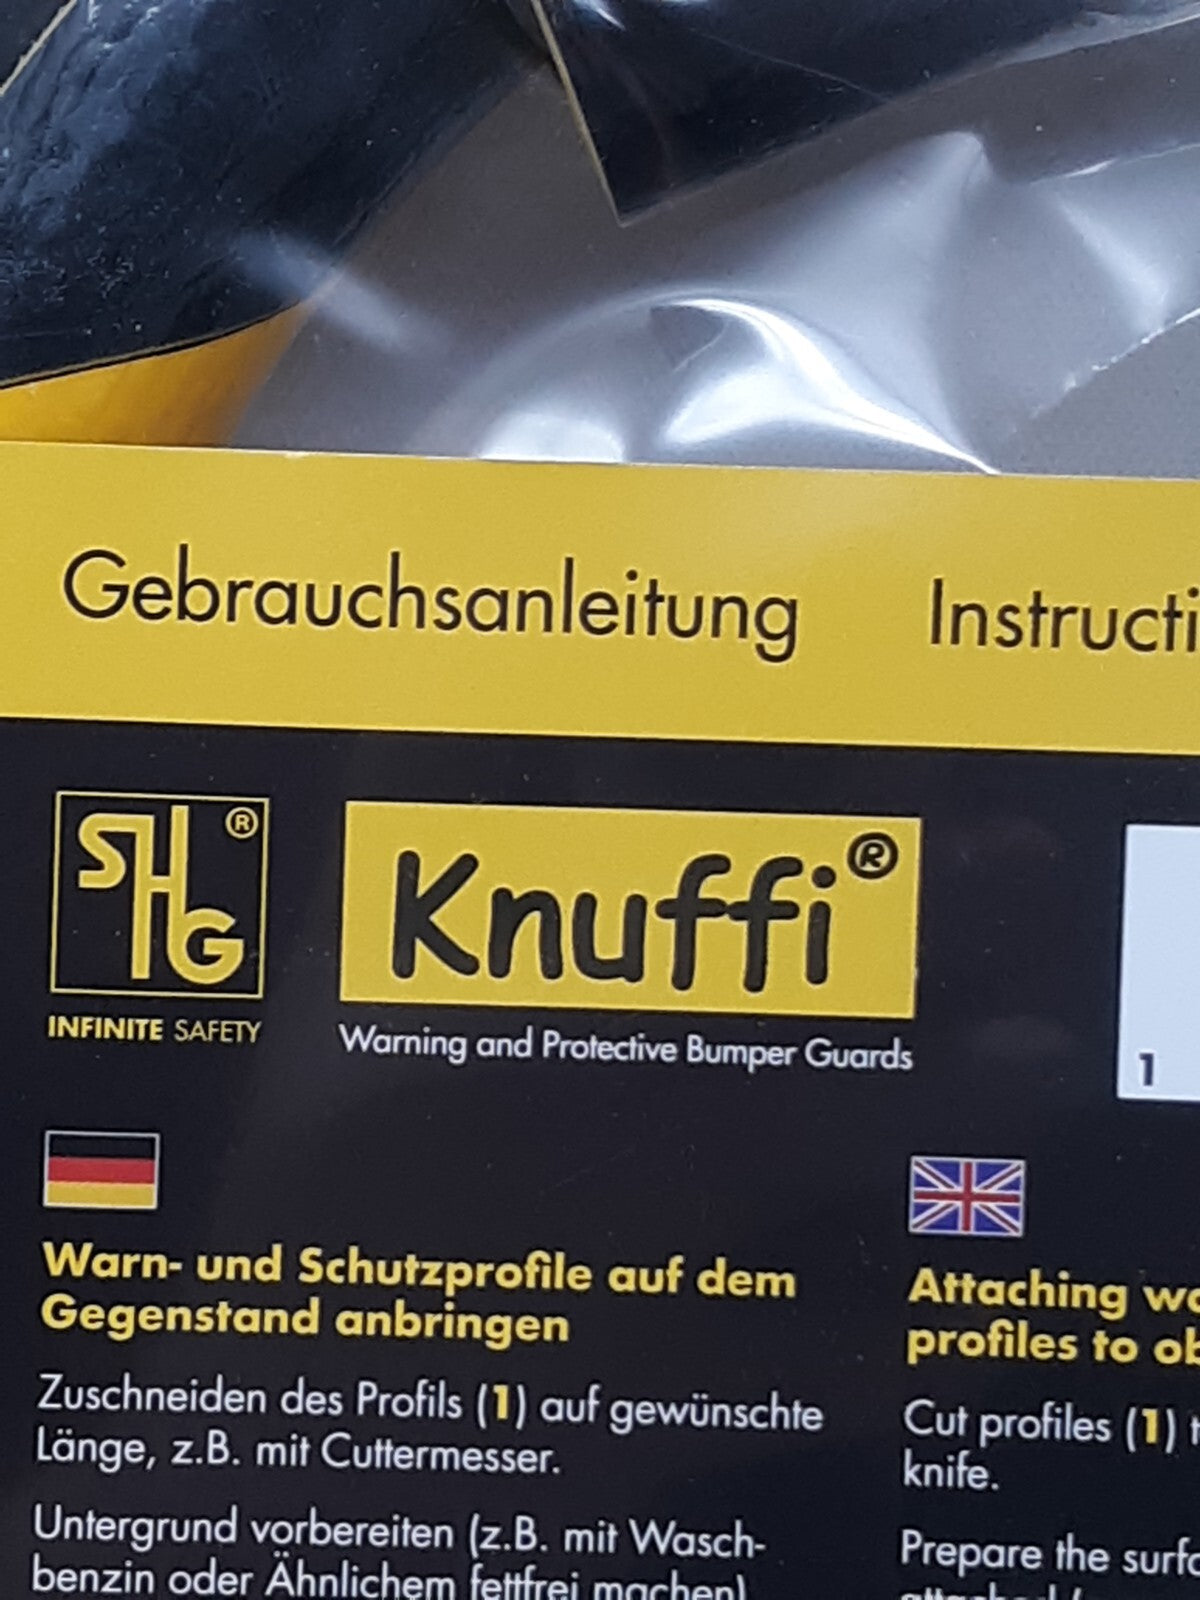 Gebrauchsanleitung
Instructi
SHG®
INFINITE SAFETY
Knuffi®
Warning and Protective Bumper Guards
1
Warn- und Schutzprofile auf dem
Gegenstand anbringen
Zuschneiden des Profils (1) auf gewünschte
Länge, z.B. mit Cuttermesser.
Untergrund vorbereiten (z.B. mit Wasch-
benzin oder Ähnlichem fettfrei machen)
Attaching wa
profiles to ob
Cut profiles (1) t
knife.
Prepare the surfa